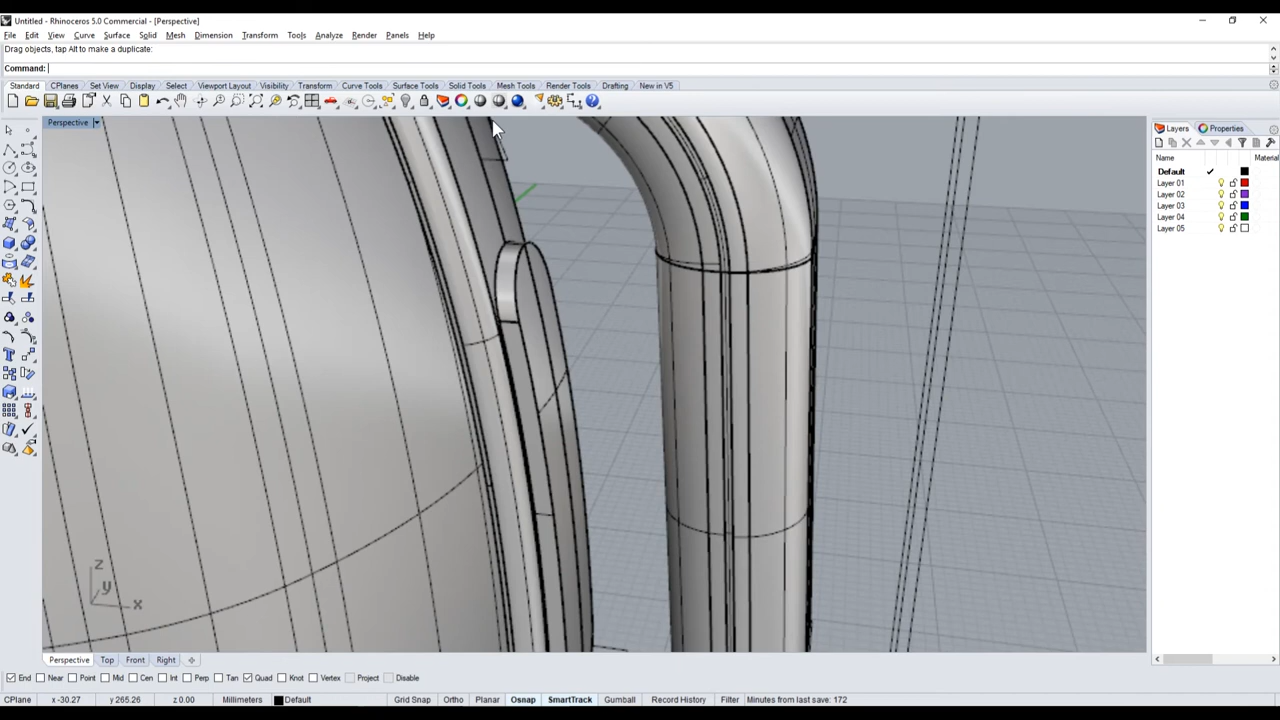 Untitled - Rhinoceros 5.0 Commercial - [Perspective]
File Edit View Curve Surface Solid Mesh Dimension Transform Tools Analyze Render Panels Help
Drag objects, tap Alt to make a duplicate:
Command:
Standard CPlanes Set View Display Select Viewport Layout Visibility Transform Curve Tools Surface Tools Solid Tools Mesh Tools Render Tools Drafting New in V5
Perspective
Layers Properties
Name Material
Default
Layer 01
Layer 02
Layer 03
Layer 04
Layer 05
z
y
x
Perspective Top Front Right
End Near Point Mid Cen Int Perp Tan Quad Knot Vertex Project Disable
CPlane x -30.27 y 265.26 z 0.00 Millimeters Default Grid Snap Ortho Planar Osnap SmartTrack Gumball Record History Filter Minutes from last save: 172